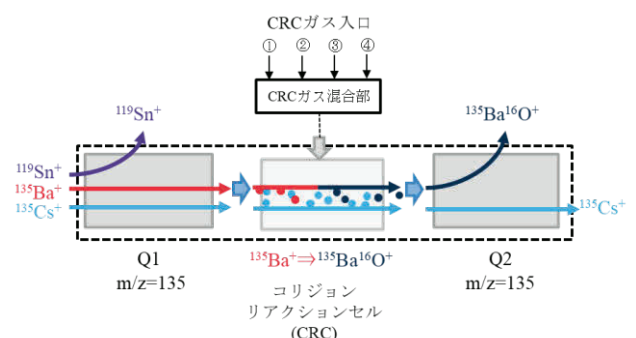 CRCガス入口
① ② ③ ④
CRCガス混合部
¹¹⁹Sn⁺
¹³⁵Ba¹⁶O⁺
¹¹⁹Sn⁺
¹³⁵Ba⁺
¹³⁵Cs⁺
¹³⁵Cs⁺
Q1
m/z=135
¹³⁵Ba⁺⇒¹³⁵Ba¹⁶O⁺
コリジョン
リアクションセル
(CRC)
Q2
m/z=135